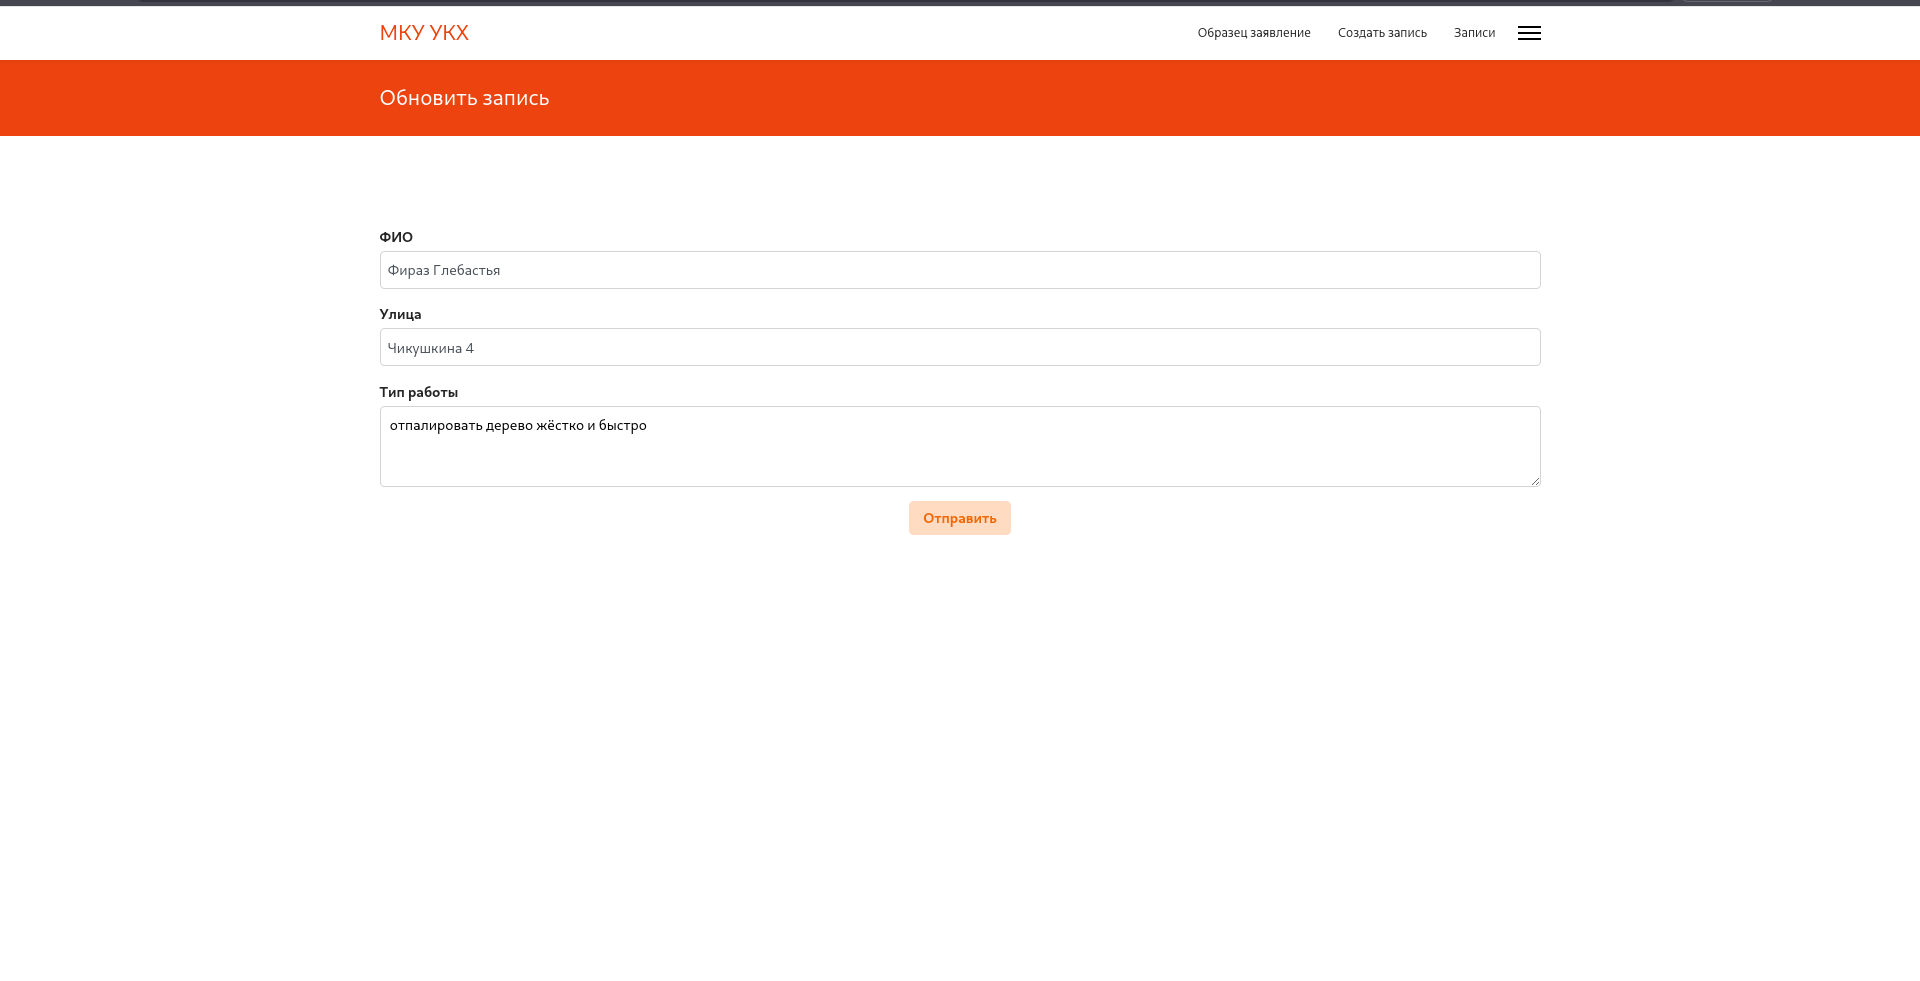 МКУ УКХ
Образец заявление
Создать запись
Записи
Обновить запись
ФИО
Фираз Глебастья
Улица
Чикушкина 4
Тип работы
отпалировать дерево жёстко и быстро
Отправить